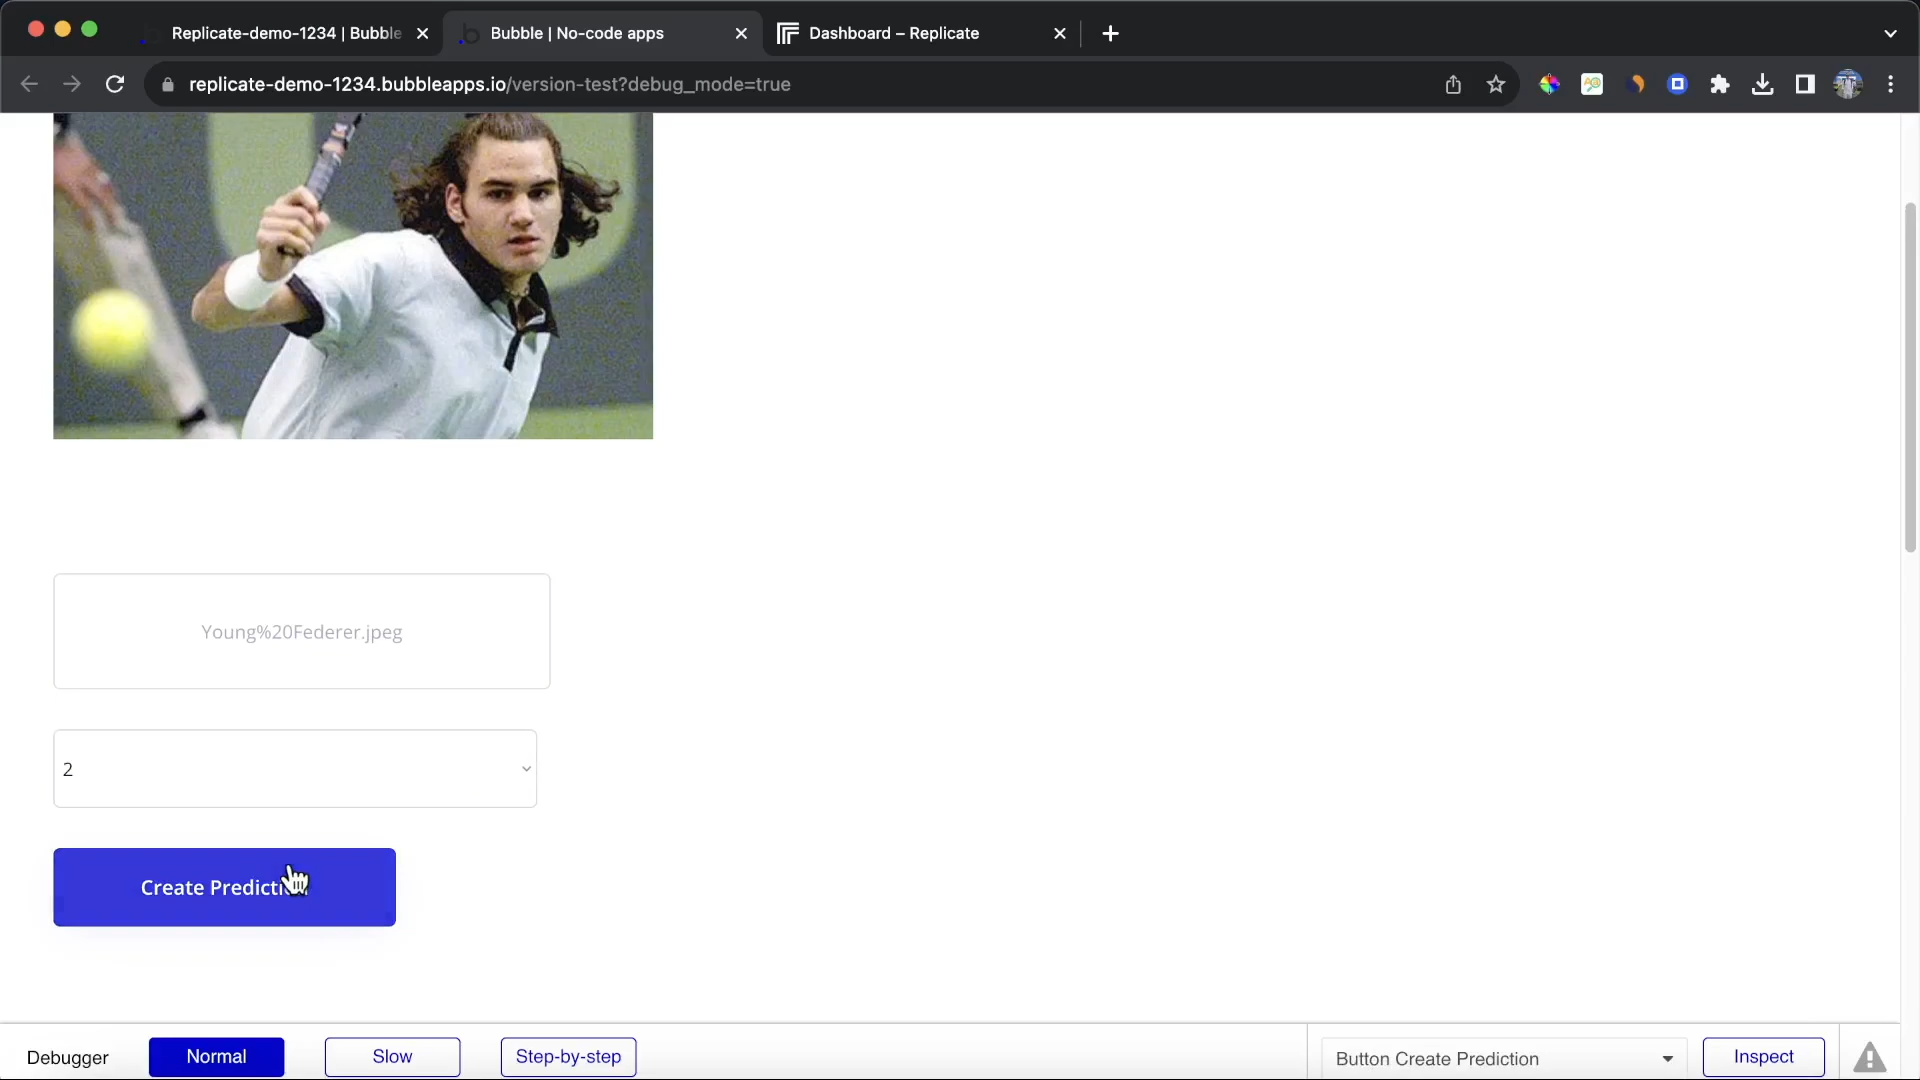 Replicate-demo-1234 | Bubble
Bubble | No-code apps
Dashboard – Replicate
replicate-demo-1234.bubbleapps.io/version-test?debug_mode=true
Young%20Federer.jpeg
2
Create Predicti
Debugger
Normal
Slow
Step-by-step
Button Create Prediction
Inspect